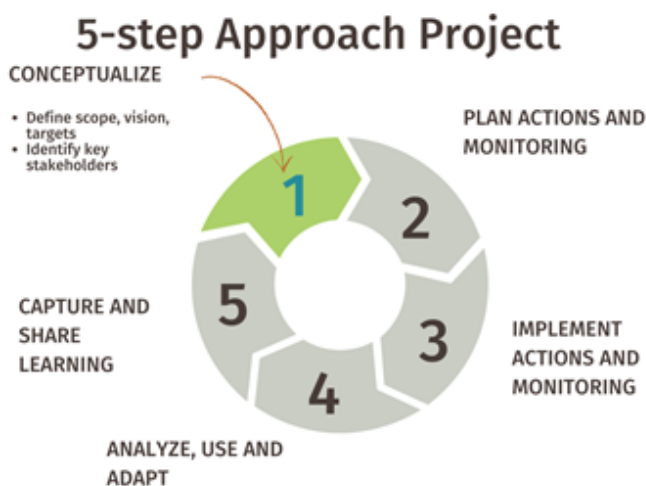 5-step Approach Project
CONCEPTUALIZE
• Define scope, vision,
targets
• Identify key
stakeholders
1
PLAN ACTIONS AND
MONITORING
2
IMPLEMENT
ACTIONS AND
MONITORING
3
ANALYZE, USE AND
ADAPT
4
CAPTURE AND
SHARE
LEARNING
5